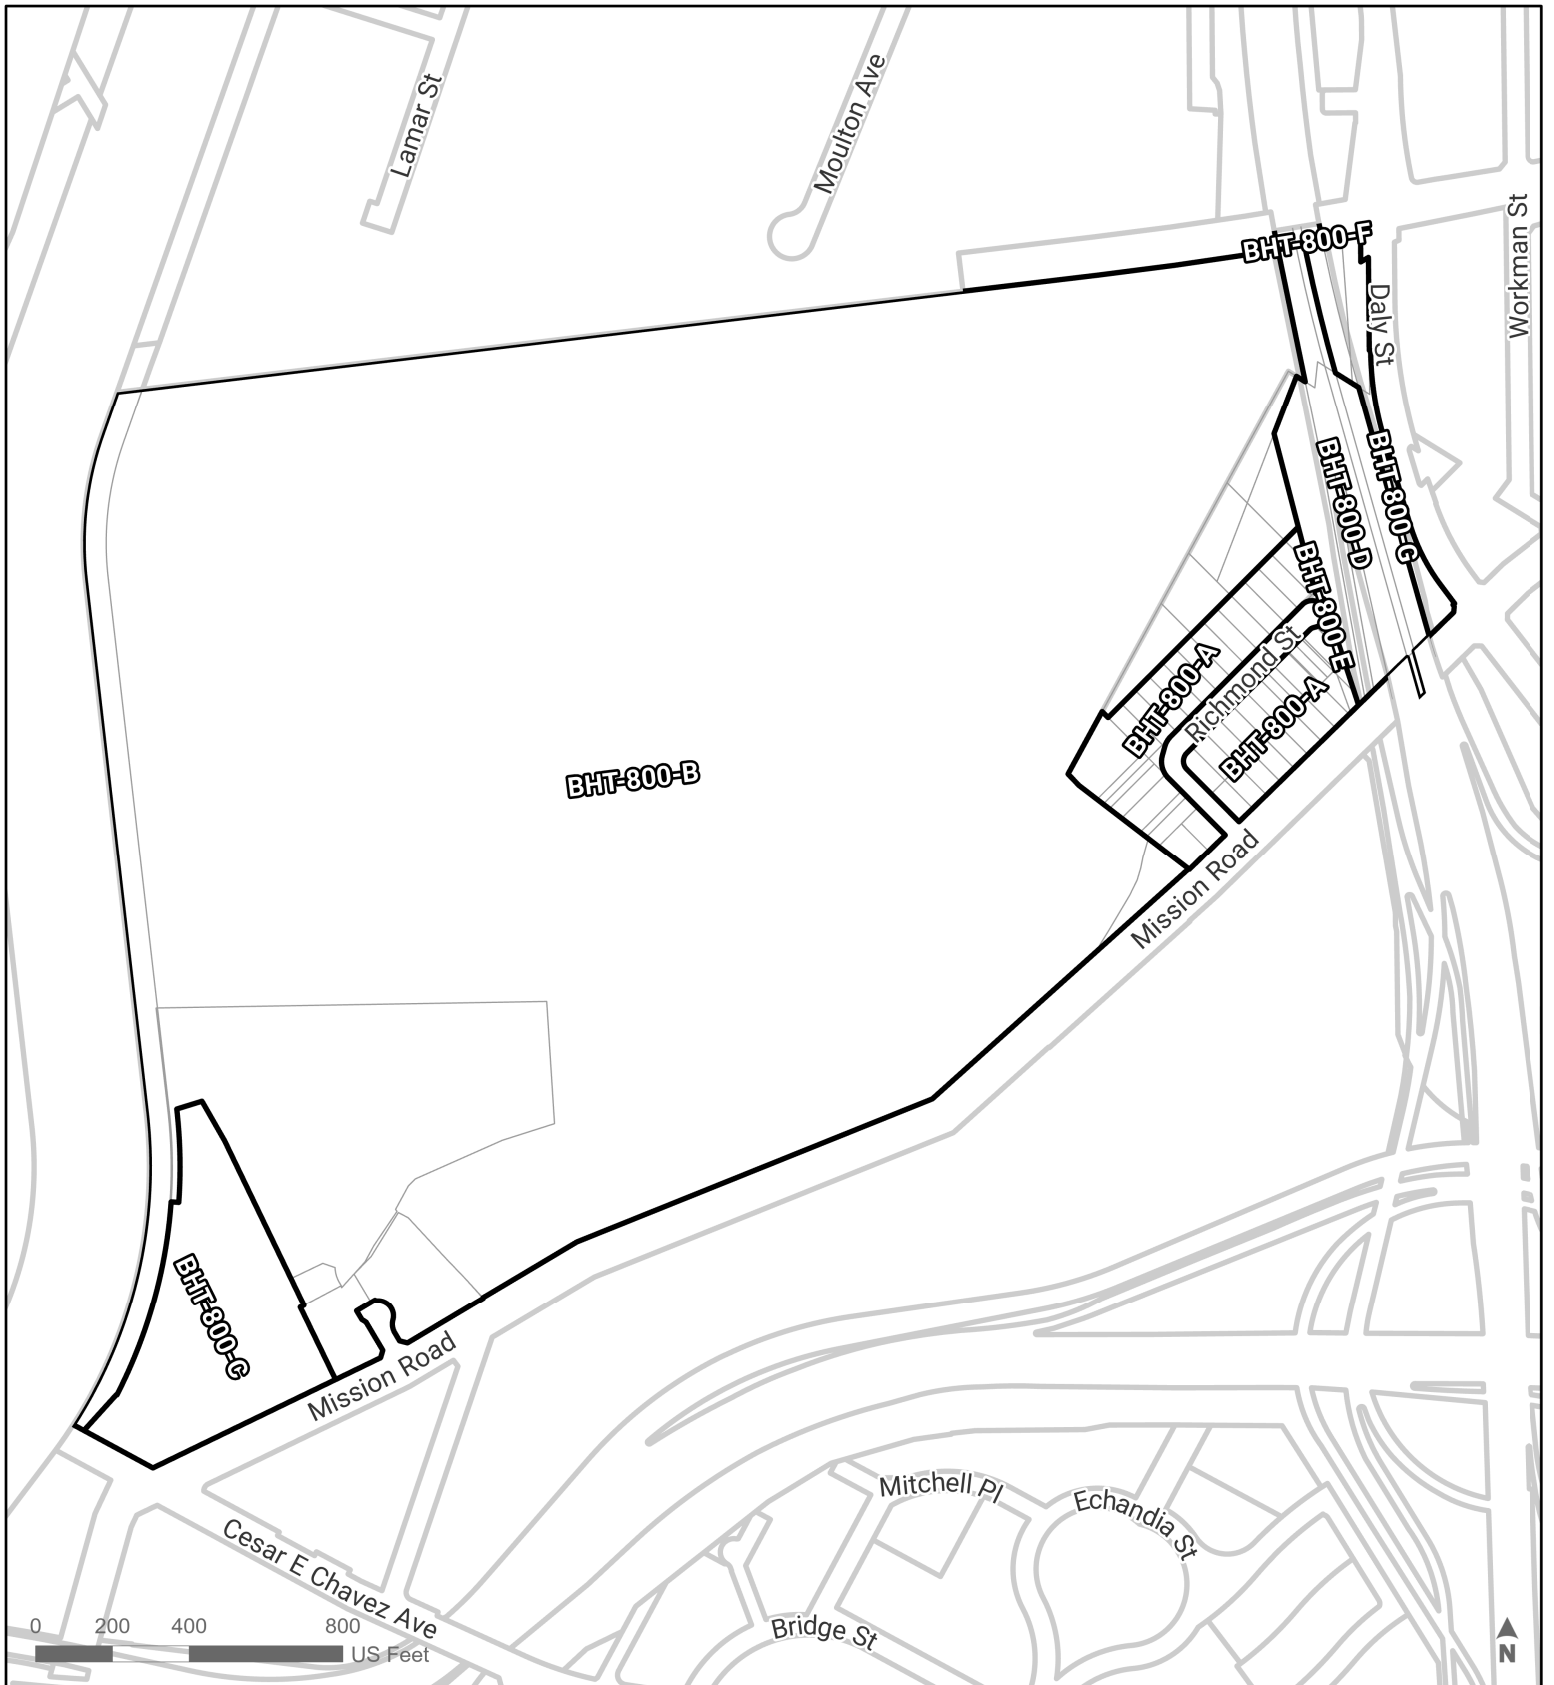 Lamar St
Moulton Ave
Workman St
BHT-800-F
Daly St
BHT-800-D
BHT-800-G
BHT-800-E
Richmond St
BHT-800-A
BHT-800-A
BHT-800-B
Mission Road
BHT-800-C
Mission Road
Mitchell Pl
Echandia St
Cesar E Chavez Ave
Bridge St
0 200 400 800
US Feet
N